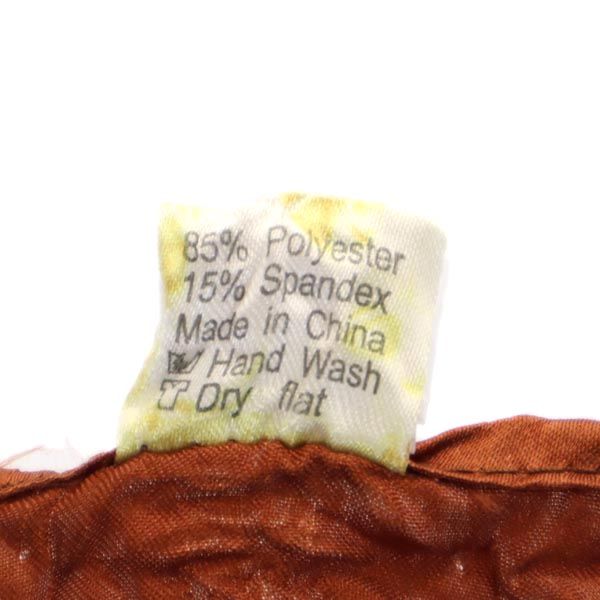 85% Polyester
15% Spandex
Made in China
Hand Wash
Dry flat